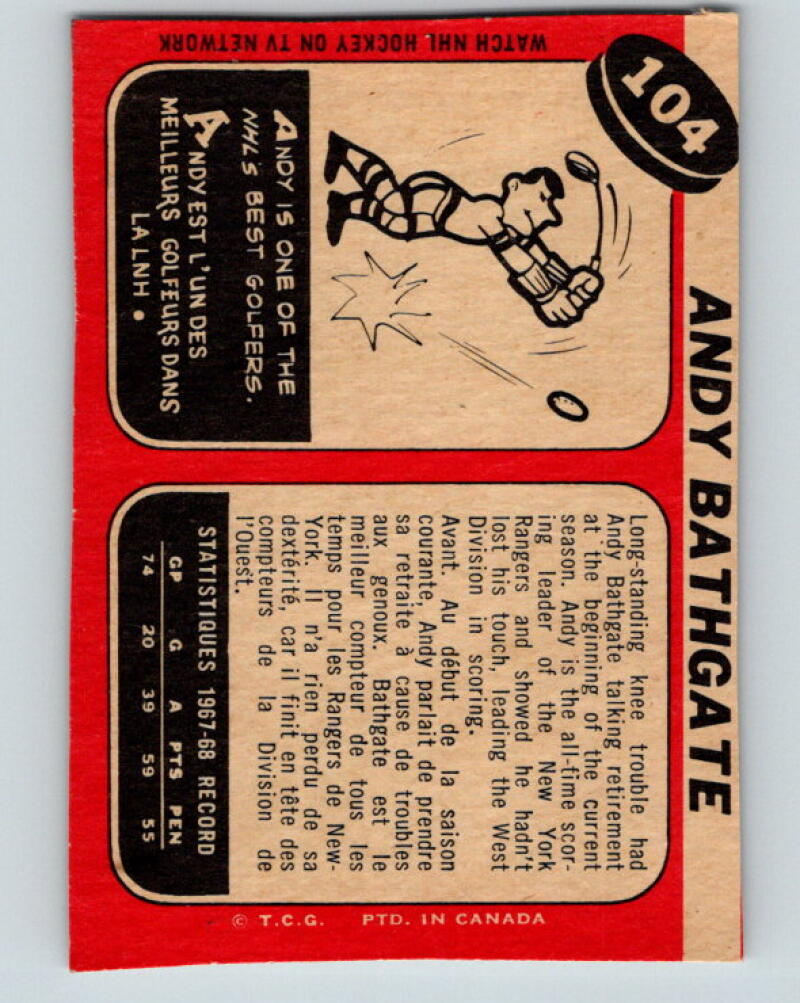 104
ANDY BATHGATE
WATCH NHL HOCKEY ON TV NETWORK
ANDY IS ONE OF THE
NHL'S BEST GOLFERS.
ANDY EST L'UN DES
MEILLEURS GOLFEURS DANS
LA LNH •
Long-standing knee trouble had
Andy Bathgate talking retirement
at the beginning of the current
season. Andy is the all-time scor-
ing leader of the New York
Rangers and showed he hadn't
lost his touch, leading the West
Division in scoring.
Avant. Au début de la saison
courante, Andy parlait de prendre
sa retraite à cause de troubles
aux genoux. Bathgate est le
meilleur compteur de tous les
temps pour les Rangers de New-
York. Il n'a rien perdu de sa
dextérité, car il finit en tête des
compteurs de la Division de
l'Ouest.
STATISTIQUES 1967-68 RECORD
GP G A PTS PEN
74 20 39 59 55
© T.C.G. PTD. IN CANADA